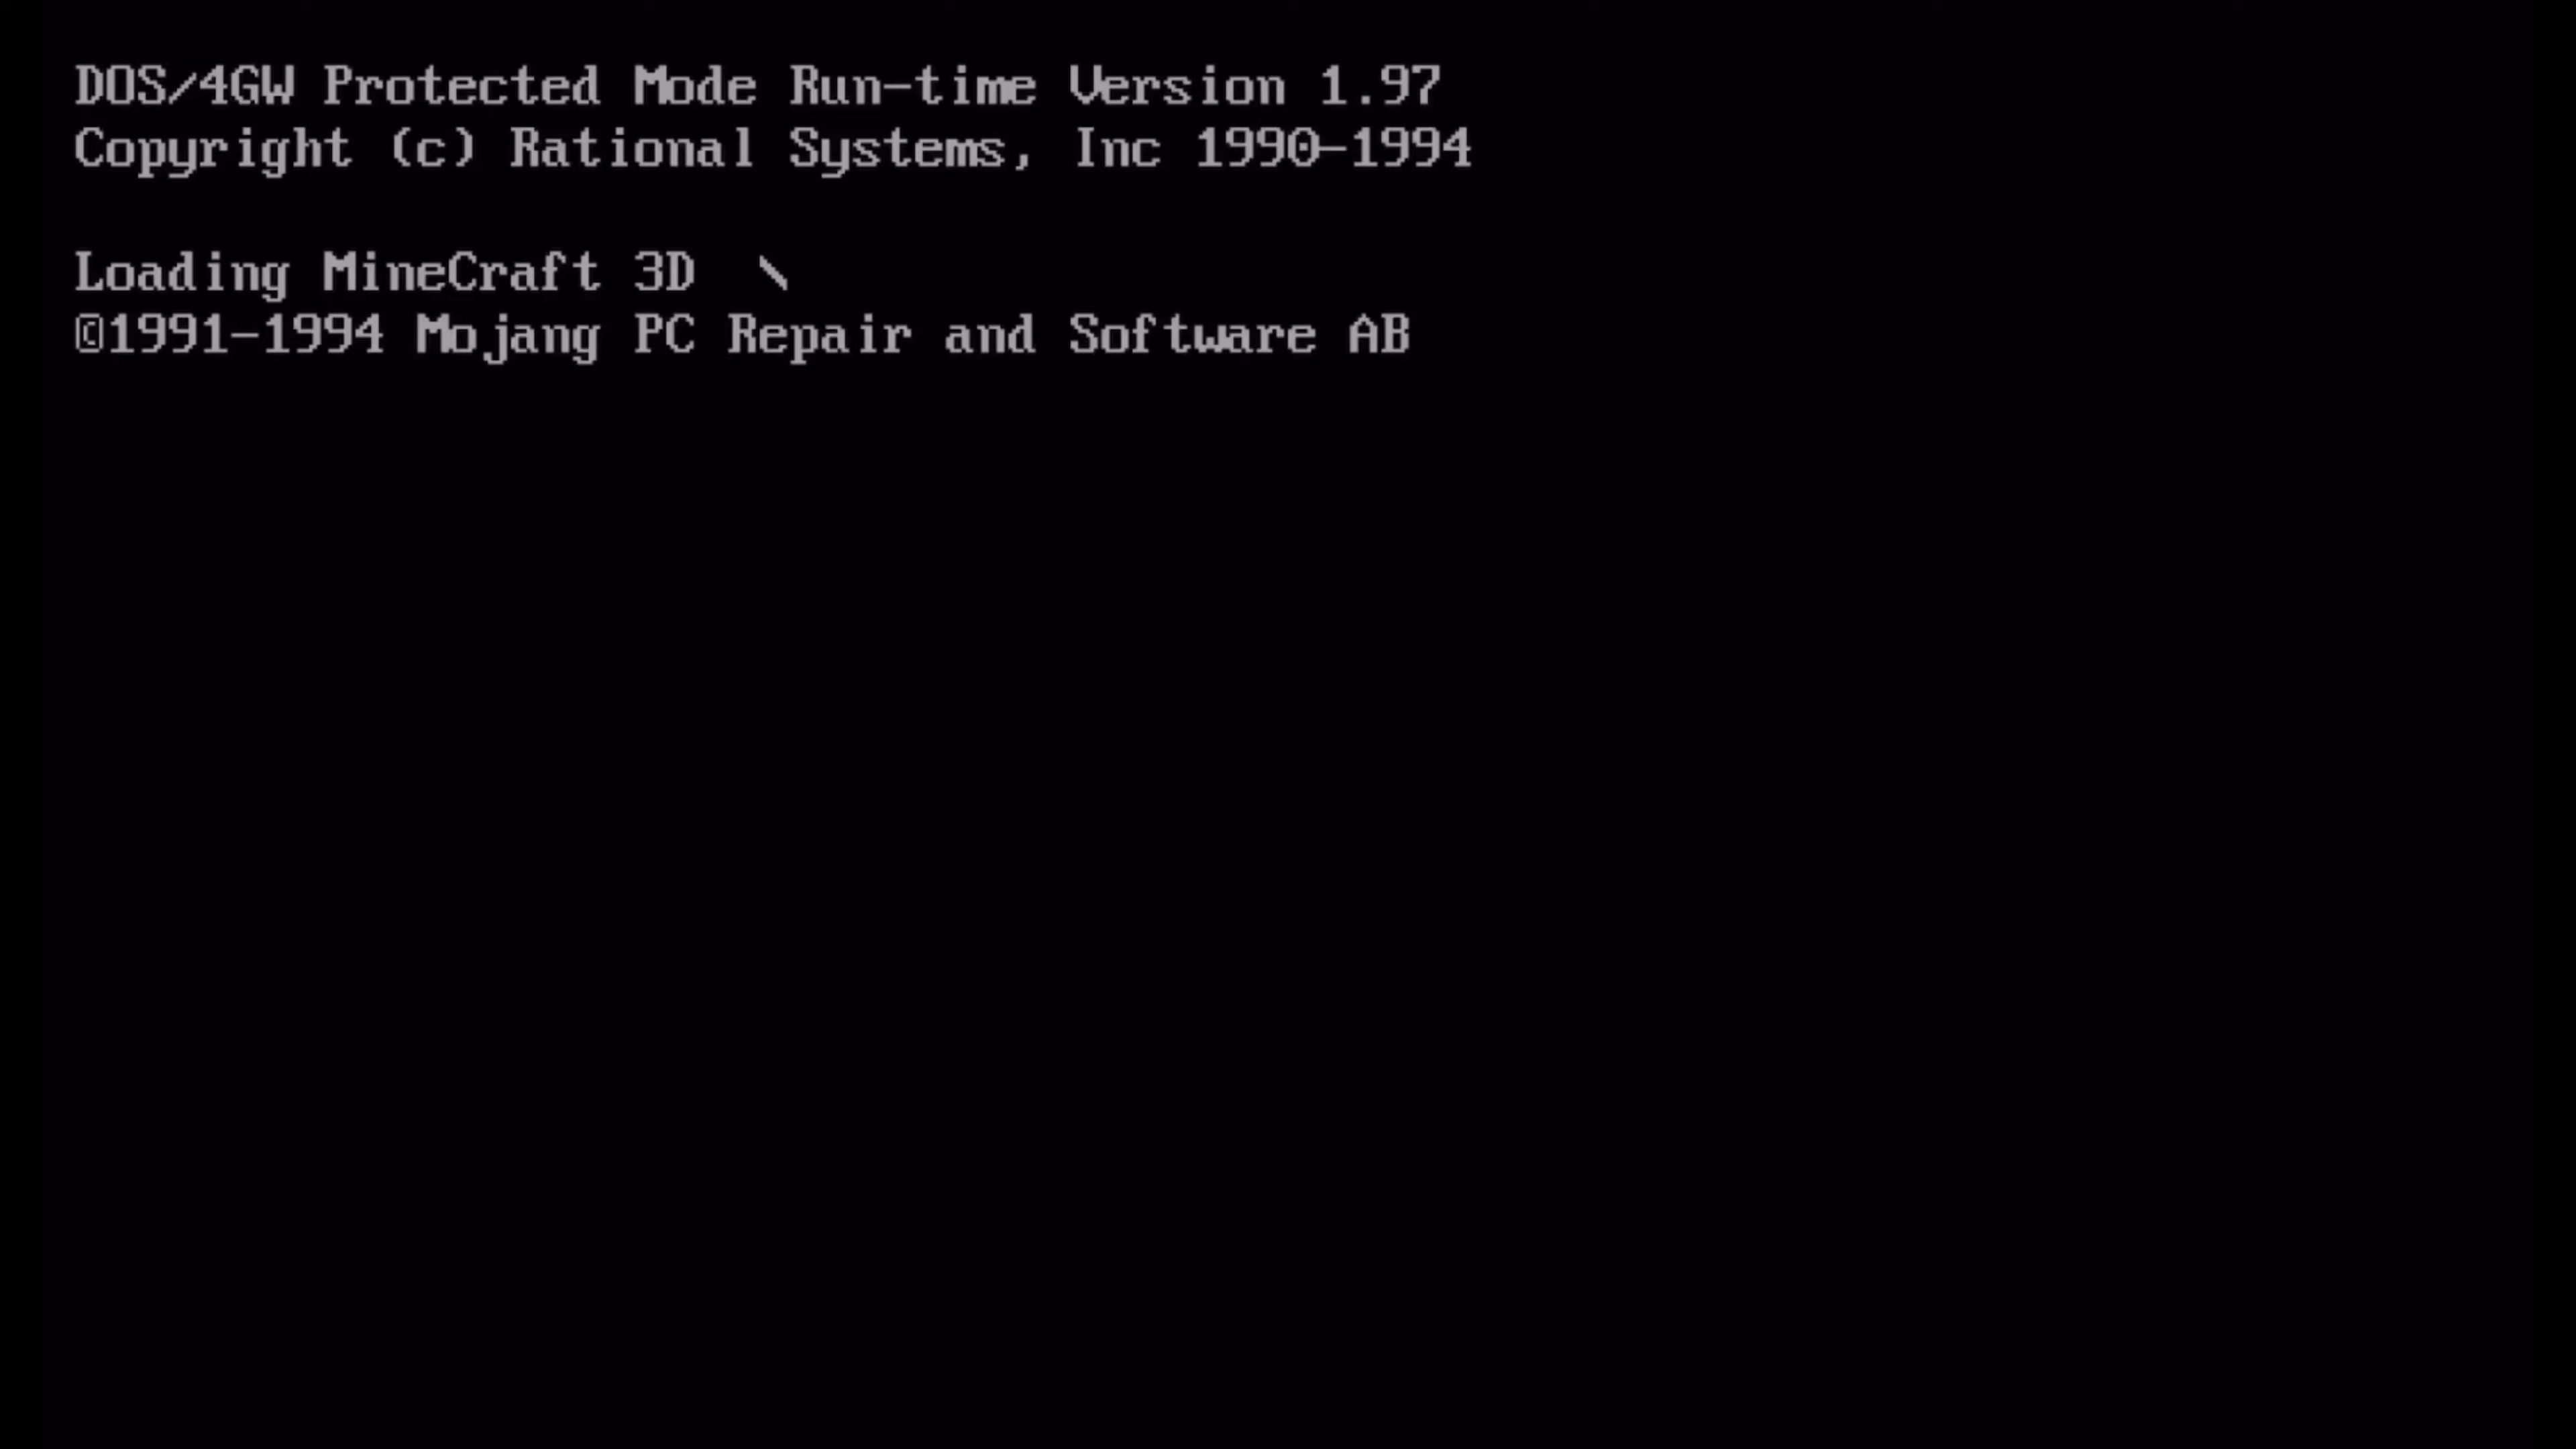 DOS/4GW Protected Mode Run-time Version 1.97
Copyright (c) Rational Systems, Inc 1990-1994
Loading MineCraft 3D  \
©1991-1994 Mojang PC Repair and Software AB